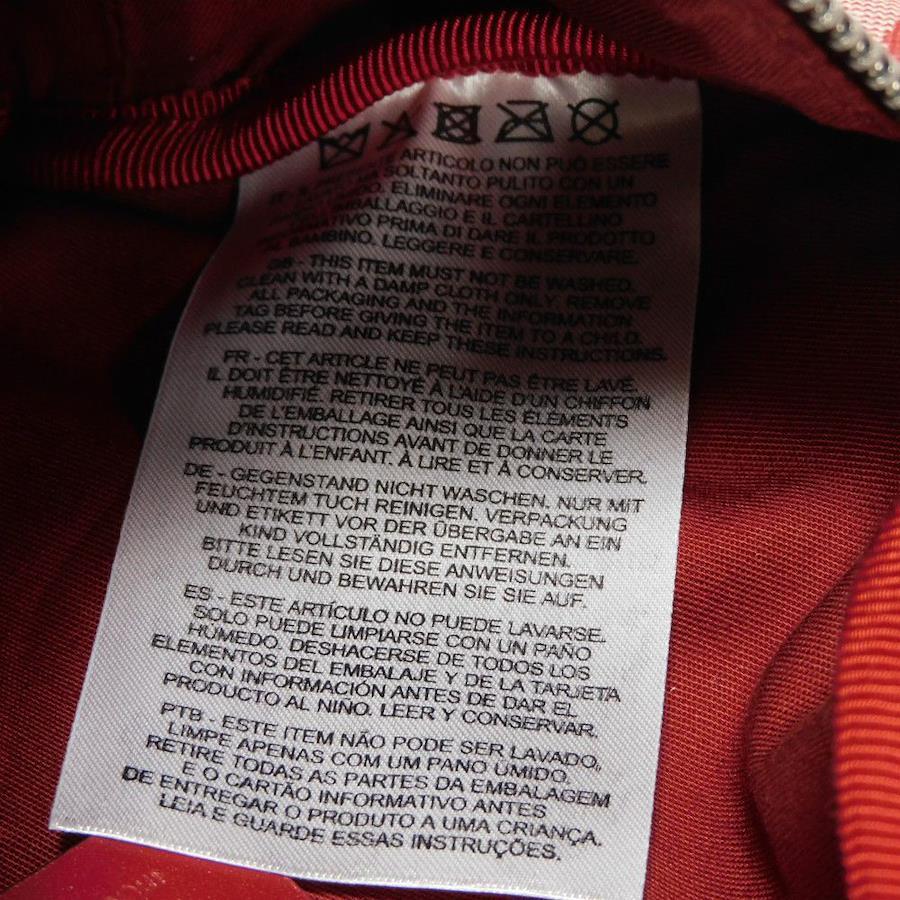 ARTICOLO NON PUÒ ESSERE
SOLTANTO PULITO CON UN
ELIMINARE OGNI ELEMENTO
IMBALLAGGIO E IL CARTELLINO
PRIMA DI DARE IL PRODOTTO
AL BAMBINO. LEGGERE E CONSERVARE.
GB - THIS ITEM MUST NOT BE WASHED.
CLEAN WITH A DAMP CLOTH ONLY. REMOVE
ALL PACKAGING AND THE INFORMATION
TAG BEFORE GIVING THE ITEM TO A CHILD.
PLEASE READ AND KEEP THESE INSTRUCTIONS.
FR - CET ARTICLE NE PEUT PAS ÊTRE LAVÉ.
IL DOIT ÊTRE NETTOYÉ À L'AIDE D'UN CHIFFON
HUMIDIFIÉ. RETIRER TOUS LES ÉLÉMENTS
DE L'EMBALLAGE AINSI QUE LA CARTE
D'INSTRUCTIONS AVANT DE DONNER LE
PRODUIT À L'ENFANT. À LIRE ET À CONSERVER.
DE - GEGENSTAND NICHT WASCHEN. NUR MIT
FEUCHTEM TUCH REINIGEN. VERPACKUNG
UND ETIKETT VOR DER ÜBERGABE AN EIN
KIND VOLLSTÄNDIG ENTFERNEN.
BITTE LESEN SIE DIESE ANWEISUNGEN
DURCH UND BEWAHREN SIE SIE AUF.
ES - ESTE ARTÍCULO NO PUEDE LAVARSE.
SOLO PUEDE LIMPIARSE CON UN PAÑO
HÚMEDO. DESHACERSE DE TODOS LOS
ELEMENTOS DEL EMBALAJE Y DE LA TARJETA
CON INFORMACIÓN ANTES DE DAR EL
PRODUCTO AL NIÑO. LEER Y CONSERVAR.
PTB - ESTE ITEM NÃO PODE SER LAVADO,
LIMPE APENAS COM UM PANO ÚMIDO.
RETIRE TODAS AS PARTES DA EMBALAGEM
E O CARTÃO INFORMATIVO ANTES
DE ENTREGAR O PRODUTO A UMA CRIANÇA.
LEIA E GUARDE ESSAS INSTRUÇÕES.